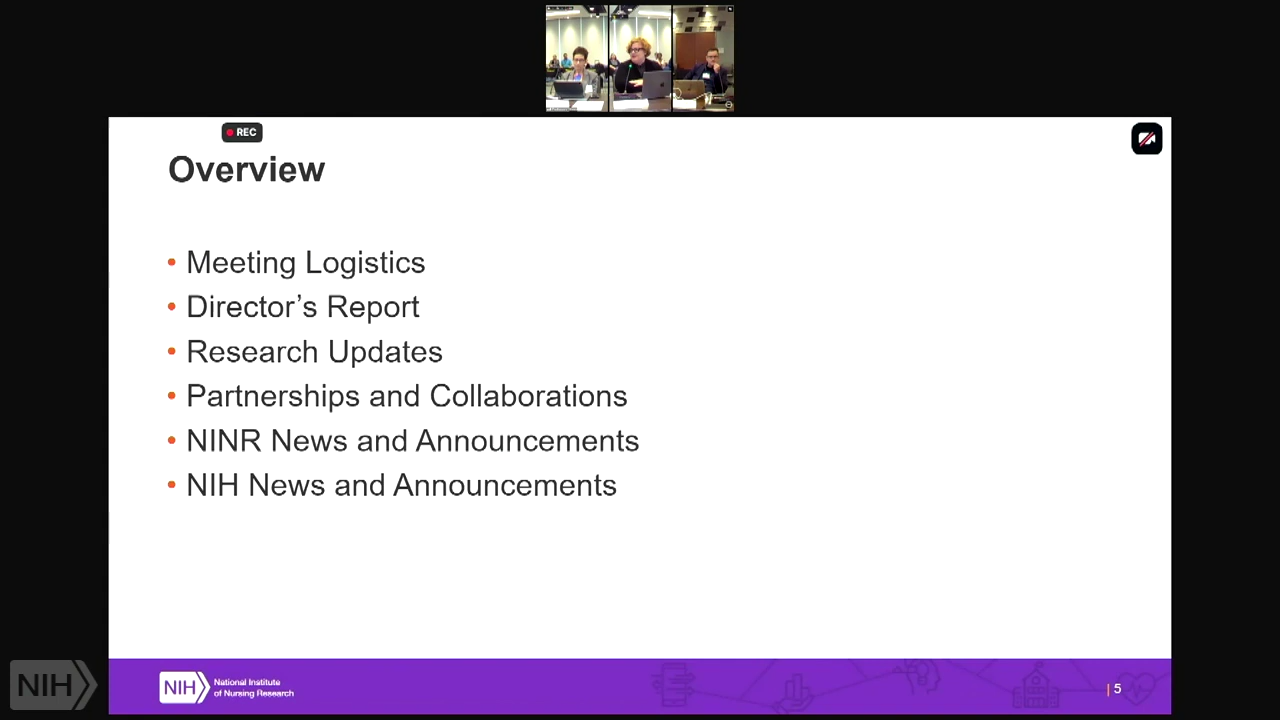 REC
Overview
• Meeting Logistics
• Director’s Report
• Research Updates
• Partnerships and Collaborations
• NINR News and Announcements
• NIH News and Announcements
NIH
NIH
National Institute
of Nursing Research
| 5